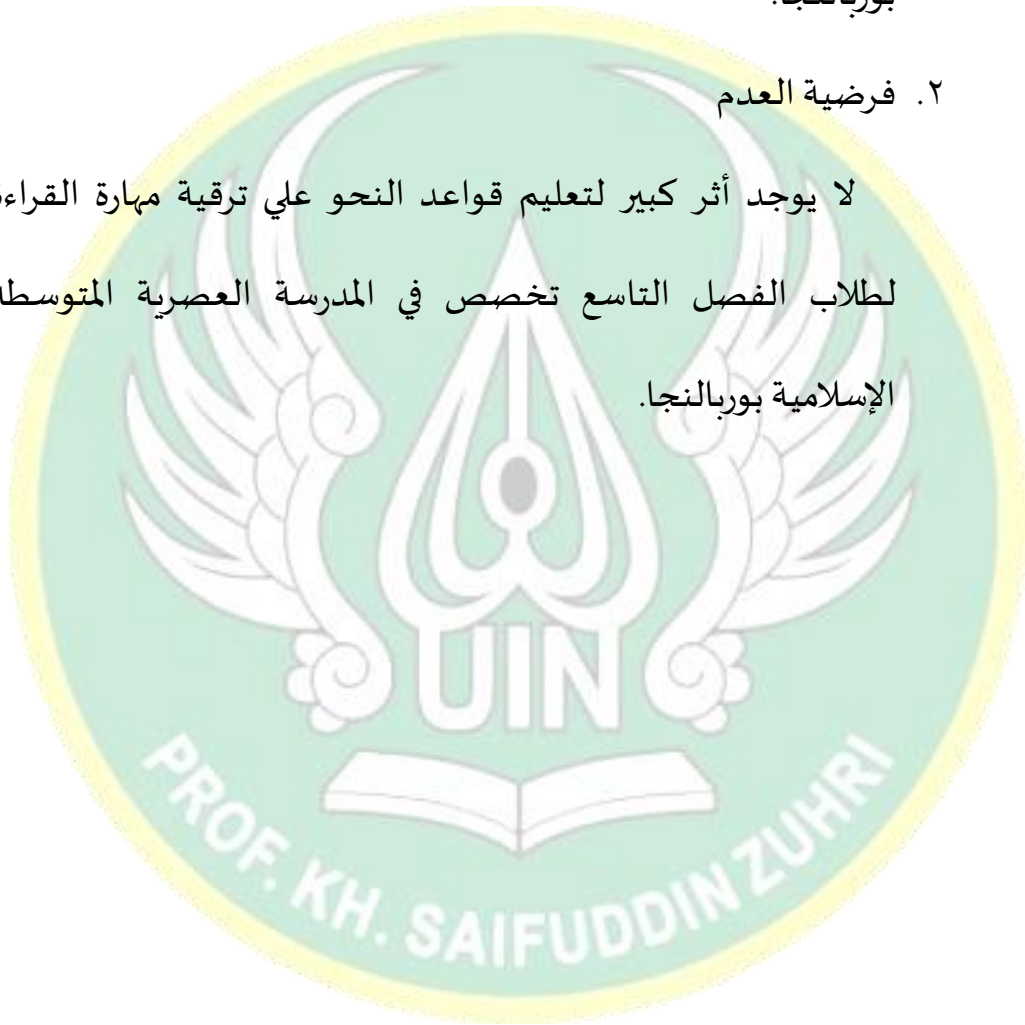 بوربالنجا.
٢. فرضية العدم
لا يوجد أثر كبير لتعليم قواعد النحو علي ترقية مهارة القراءة
لطلاب الفصل التاسع تخصص في المدرسة العصرية المتوسطة
الإسلامية بوربالنجا.
UIN
PROF. KH. SAIFUDDIN ZUHRI